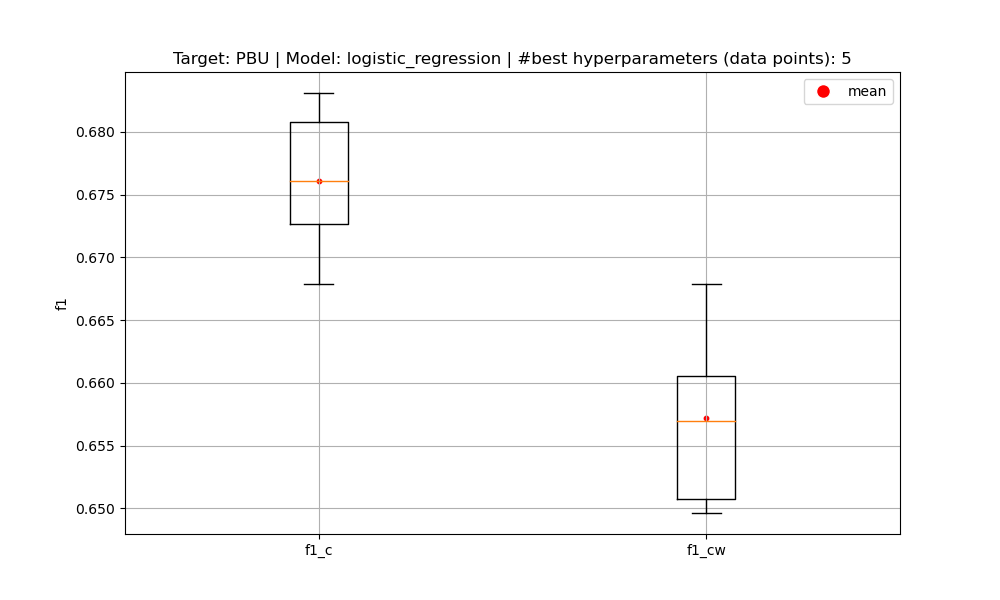 Target: PBU | Model: logistic_regression | #best hyperparameters (data points): 5
mean
0.680
0.675
0.670
0.665
0.660
0.655
0.650
f1
f1_c
f1_cw